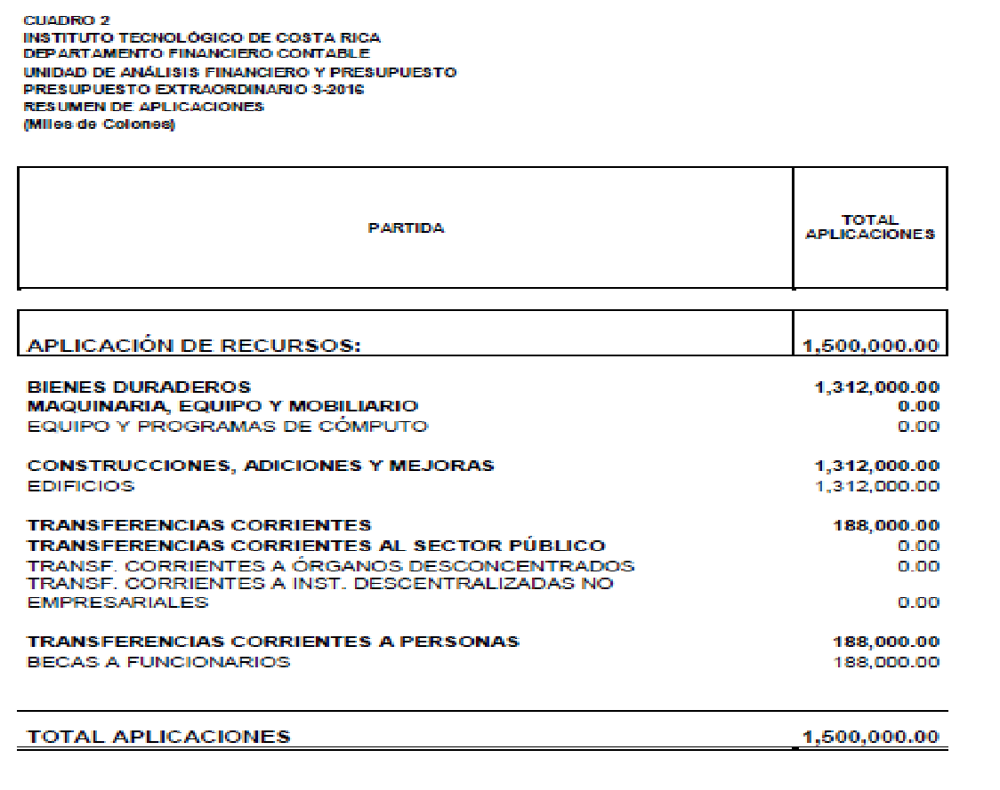 CUADRO 2
INSTITUTO TECNOLÓGICO DE COSTA RICA
DEPARTAMENTO FINANCIERO CONTABLE
UNIDAD DE ANÁLISIS FINANCIERO Y PRESUPUESTO
PRESUPUESTO EXTRAORDINARIO 3-2016
RESUMEN DE APLICACIONES
(Miles de Colones)
PARTIDA
TOTAL
APLICACIONES
APLICACIÓN DE RECURSOS: 1,500,000.00
BIENES DURADEROS 1,312,000.00
MAQUINARIA, EQUIPO Y MOBILIARIO 0.00
EQUIPO Y PROGRAMAS DE CÓMPUTO 0.00
CONSTRUCCIONES, ADICIONES Y MEJORAS 1,312,000.00
EDIFICIOS 1,312,000.00
TRANSFERENCIAS CORRIENTES 188,000.00
TRANSFERENCIAS CORRIENTES AL SECTOR PÚBLICO 0.00
TRANSF. CORRIENTES A ÓRGANOS DESCONCENTRADOS 0.00
TRANSF. CORRIENTES A INST. DESCENTRALIZADAS NO
EMPRESARIALES 0.00
TRANSFERENCIAS CORRIENTES A PERSONAS 188,000.00
BECAS A FUNCIONARIOS 188,000.00
TOTAL APLICACIONES 1,500,000.00